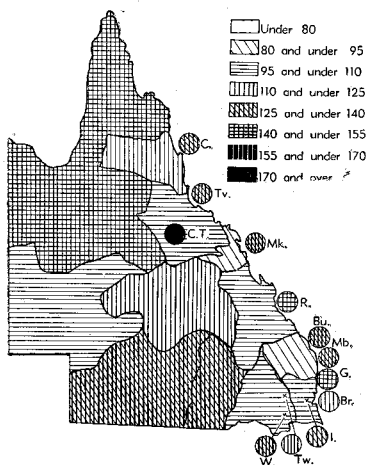 Under 80
80 and under 95
95 and under 110
110 and under 125
125 and under 140
140 and under 155
155 and under 170
170 and over
C.
Tv.
C.T.
Mk.
R.
Bu.
Mb.
G.
Br.
I.
W.
Tw.